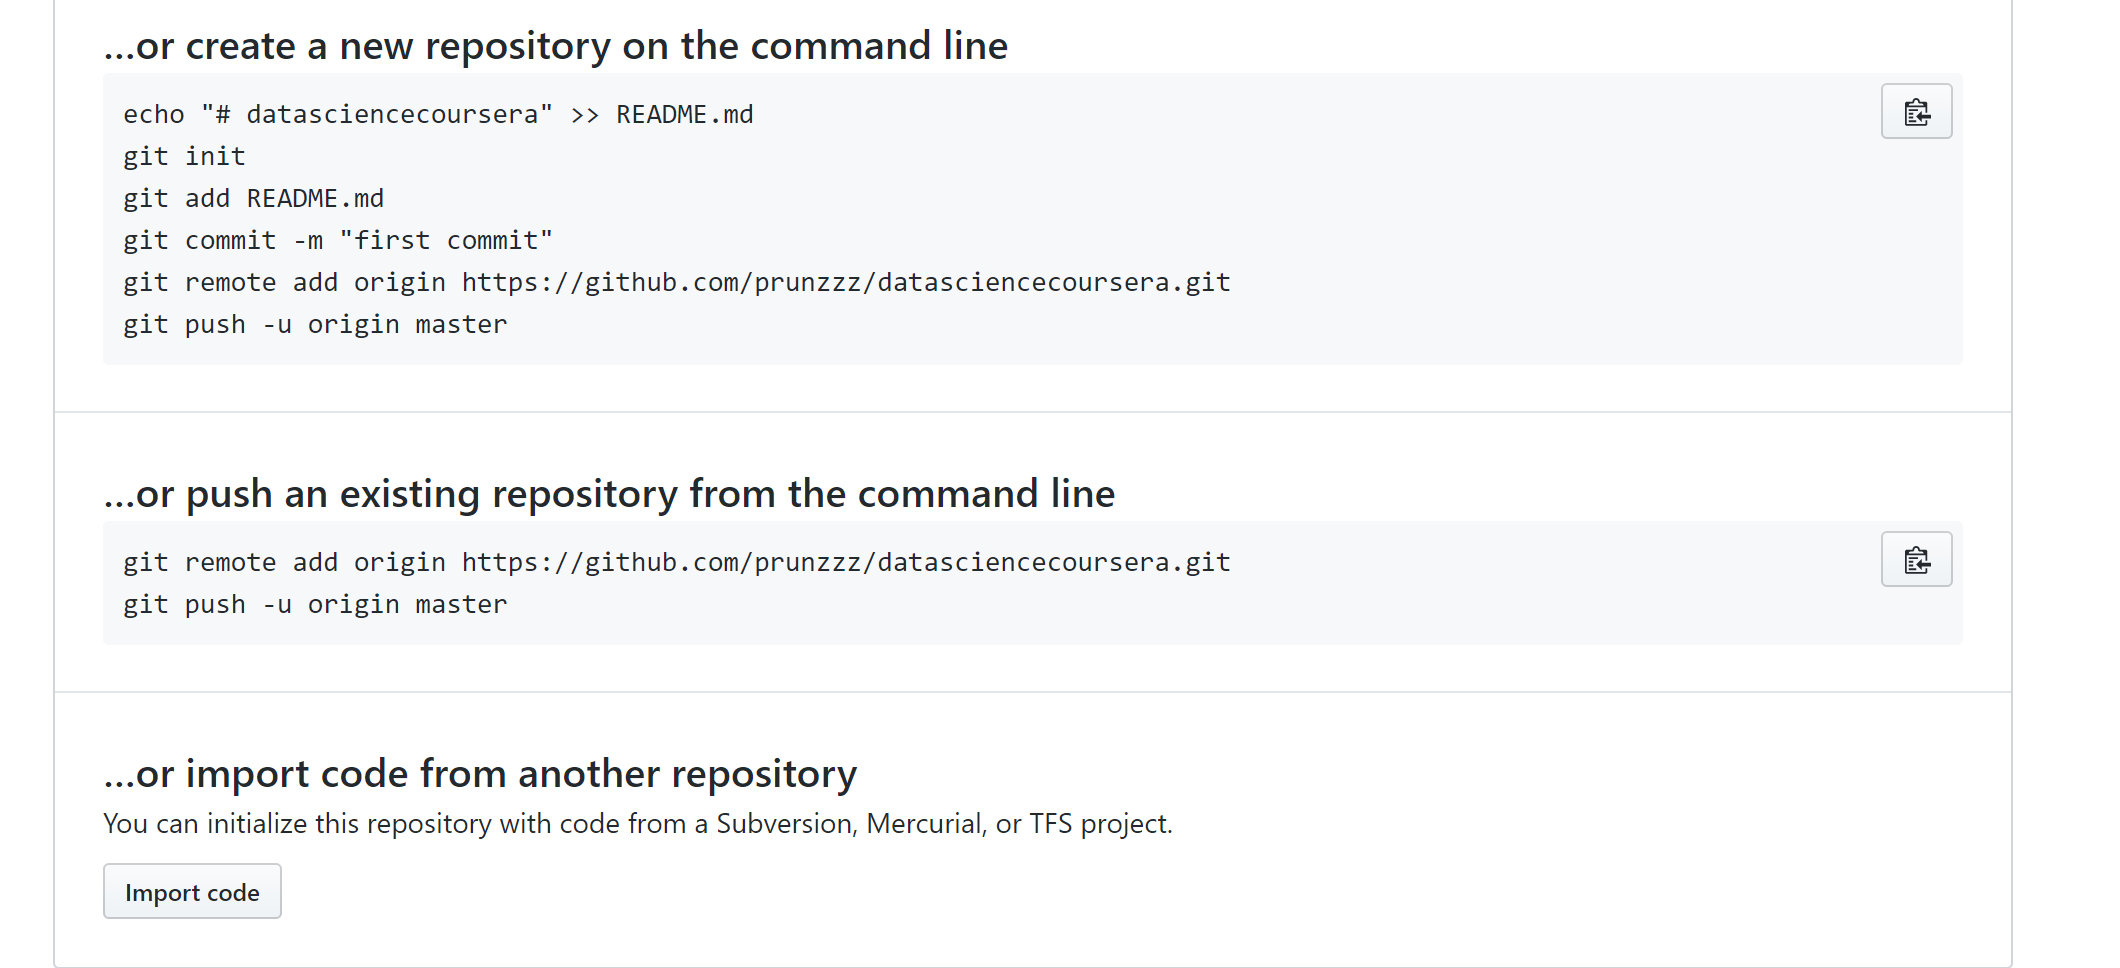 ...or create a new repository on the command line
echo "# datasciencecoursera" >> README.md
git init
git add README.md
git commit -m "first commit"
git remote add origin https://github.com/prunzzz/datasciencecoursera.git
git push -u origin master
...or push an existing repository from the command line
git remote add origin https://github.com/prunzzz/datasciencecoursera.git
git push -u origin master
...or import code from another repository
You can initialize this repository with code from a Subversion, Mercurial, or TFS project.
Import code